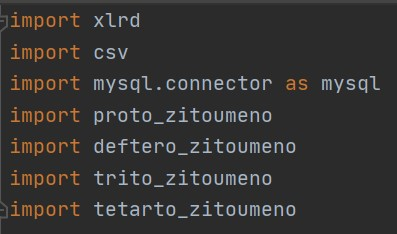 import xlrd
import csv
import mysql.connector as mysql
import proto_zitoumeno
import deftero_zitoumeno
import trito_zitoumeno
import tetarto_zitoumeno